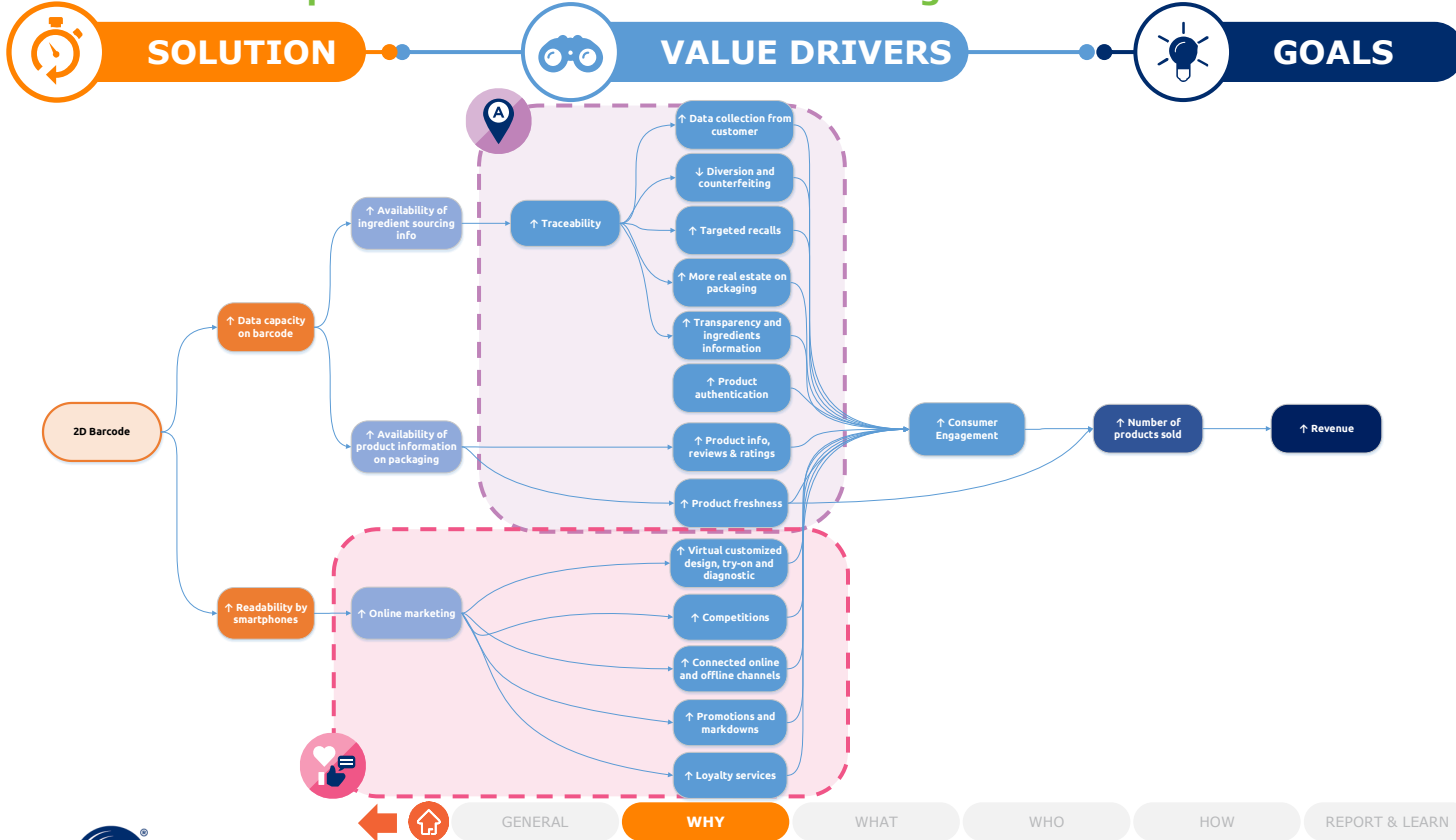 SOLUTION
VALUE DRIVERS
GOALS
A
↑ Data collection from
customer
↓ Diversion and
counterfeiting
↑ Availability of
ingredient sourcing
info
↑ Traceability
↑ Targeted recalls
↑ More real estate on
packaging
↑ Data capacity
on barcode
↑ Transparency and
ingredients
information
↑ Product
authentication
2D Barcode
↑ Availability of
product information
on packaging
↑ Product info,
reviews & ratings
↑ Consumer
Engagement
↑ Number of
products sold
↑ Revenue
↑ Product freshness
↑ Virtual customized
design, try-on and
diagnostic
↑ Readability by
smartphones
↑ Online marketing
↑ Competitions
↑ Connected online
and offline channels
↑ Promotions and
markdowns
↑ Loyalty services
GENERAL
WHY
WHAT
WHO
HOW
REPORT & LEARN
®